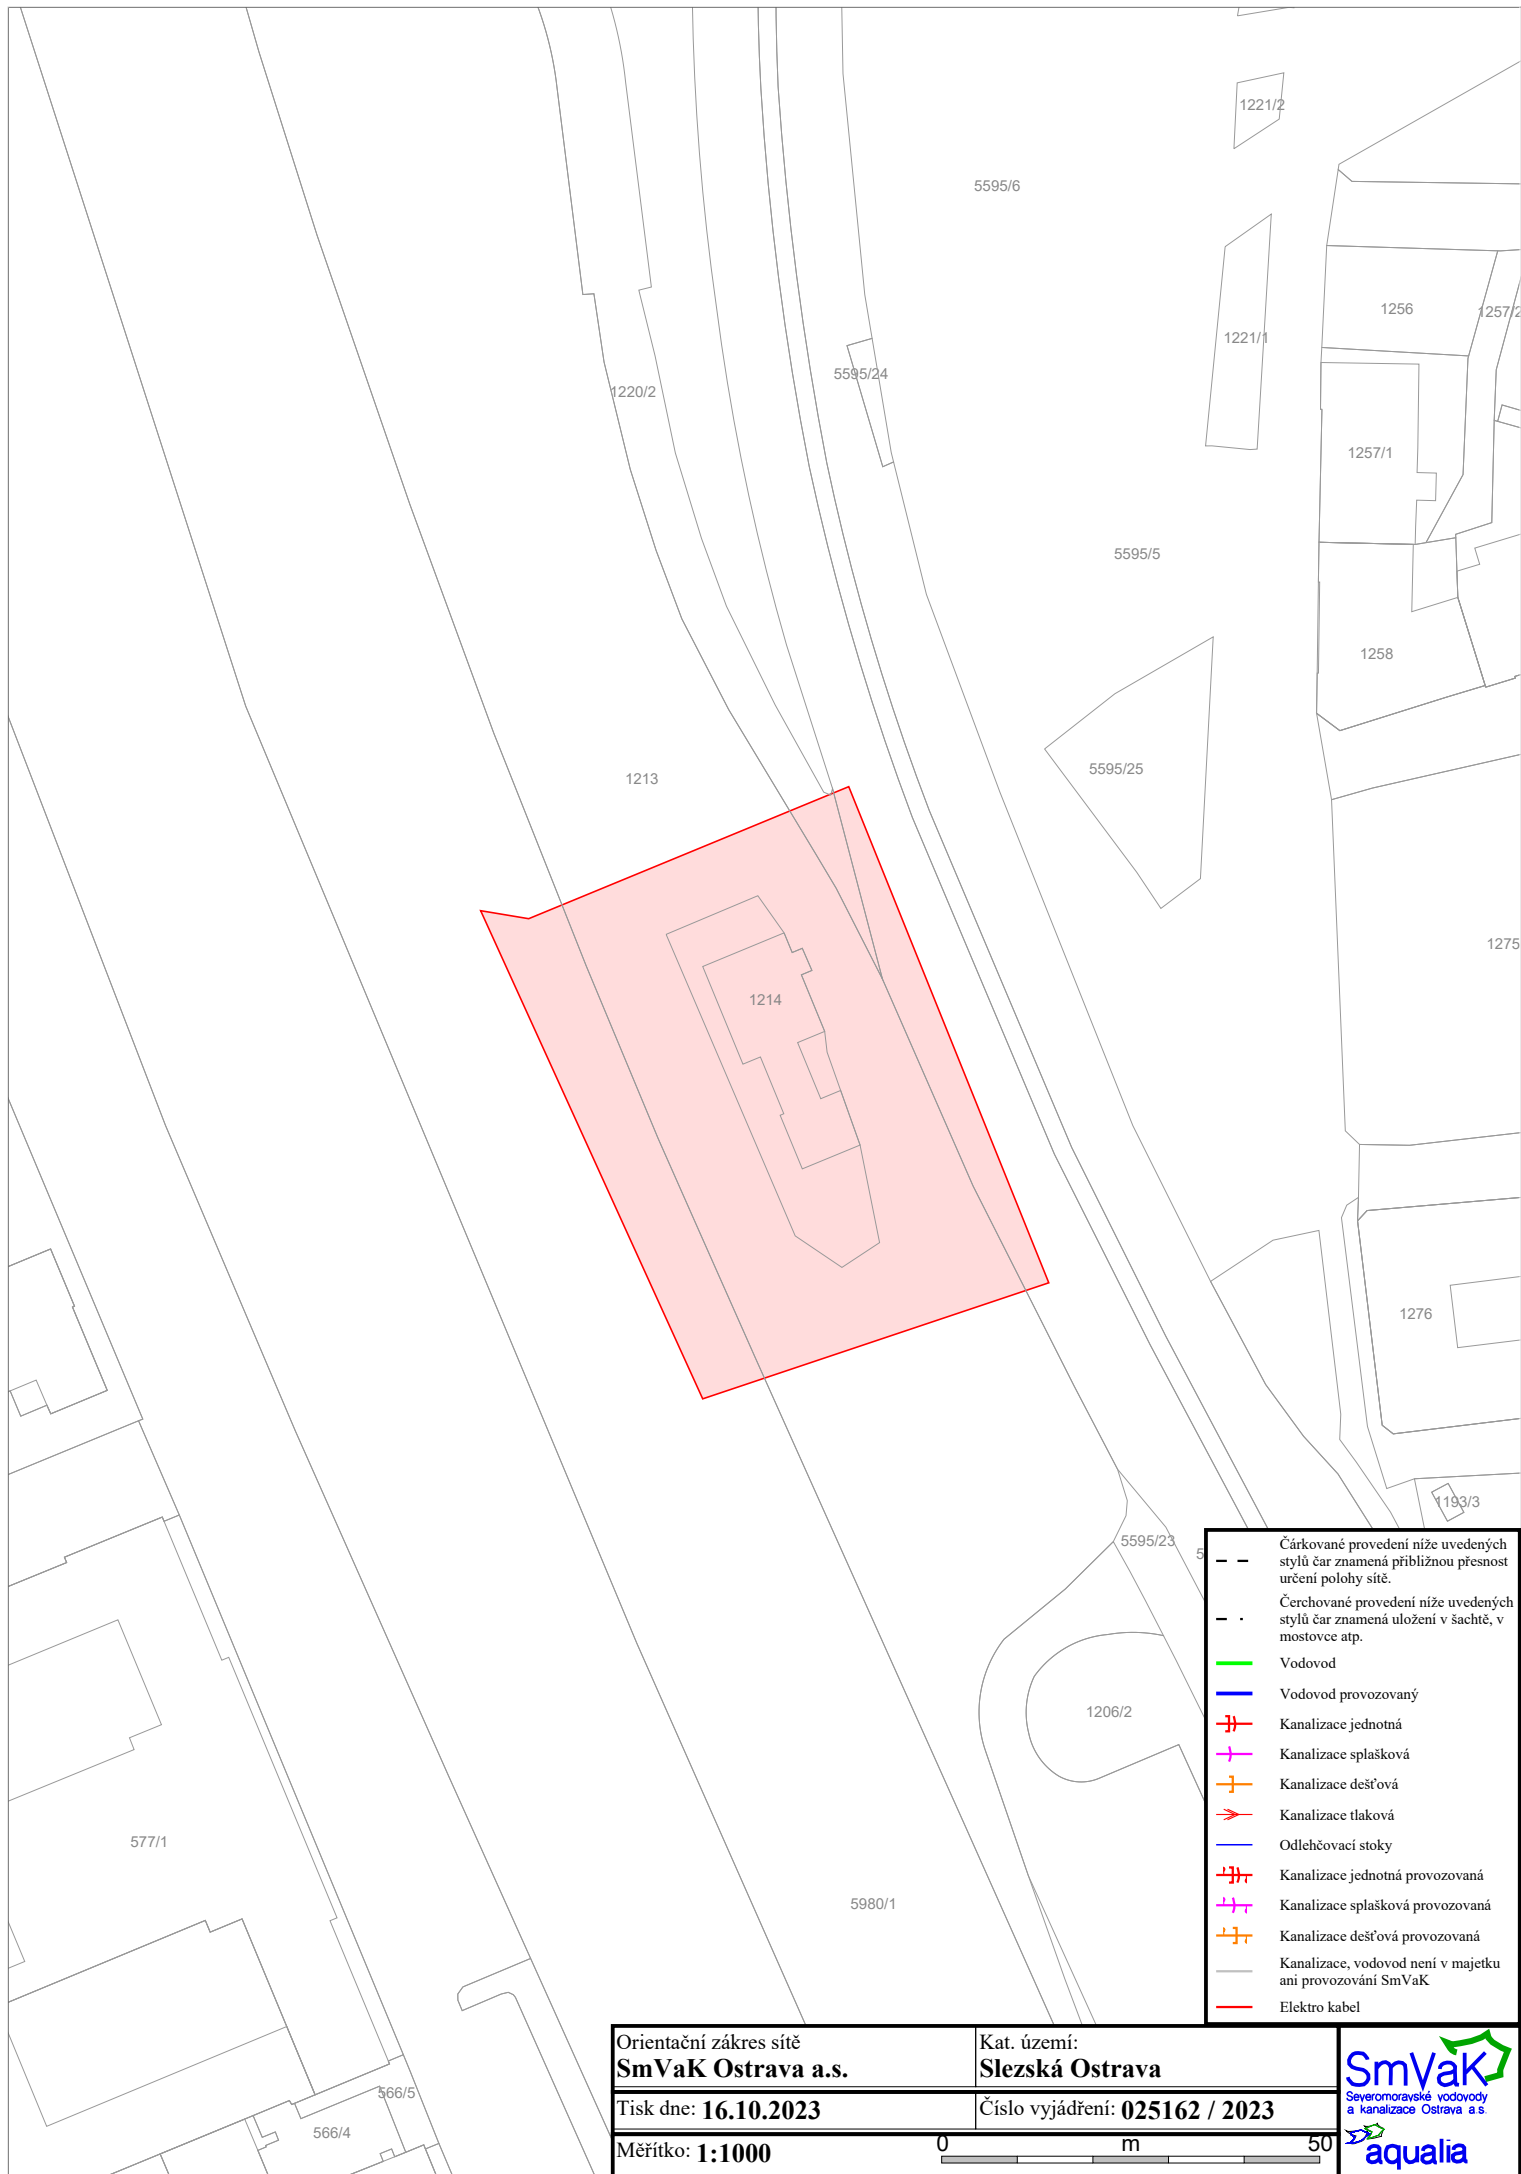 1221/2
5595/6
1256
1257/2
1221/1
5595/24
1220/2
1257/1
5595/5
1258
5595/25
1213
1275
1214
1276
1193/3
5595/23
5
1206/2
577/1
5980/1
566/5
566/4
Čárkované provedení níže uvedených
stylů čar znamená přibližnou přesnost
určení polohy sítě.
Čerchované provedení níže uvedených
stylů čar znamená uložení v šachtě, v
mostovce atp.
Vodovod
Vodovod provozovaný
Kanalizace jednotná
Kanalizace splašková
Kanalizace dešťová
Kanalizace tlaková
Odlehčovací stoky
Kanalizace jednotná provozovaná
Kanalizace splašková provozovaná
Kanalizace dešťová provozovaná
Kanalizace, vodovod není v majetku
ani provozování SmVaK
Elektro kabel
Orientační zákres sítě
SmVaK Ostrava a.s.
Kat. území:
Slezská Ostrava
Tisk dne: 16.10.2023
Číslo vyjádření: 025162 / 2023
Měřítko: 1:1000
0 m 50
SmVaK
Severomoravské vodovody
a kanalizace Ostrava a.s.
aqualia